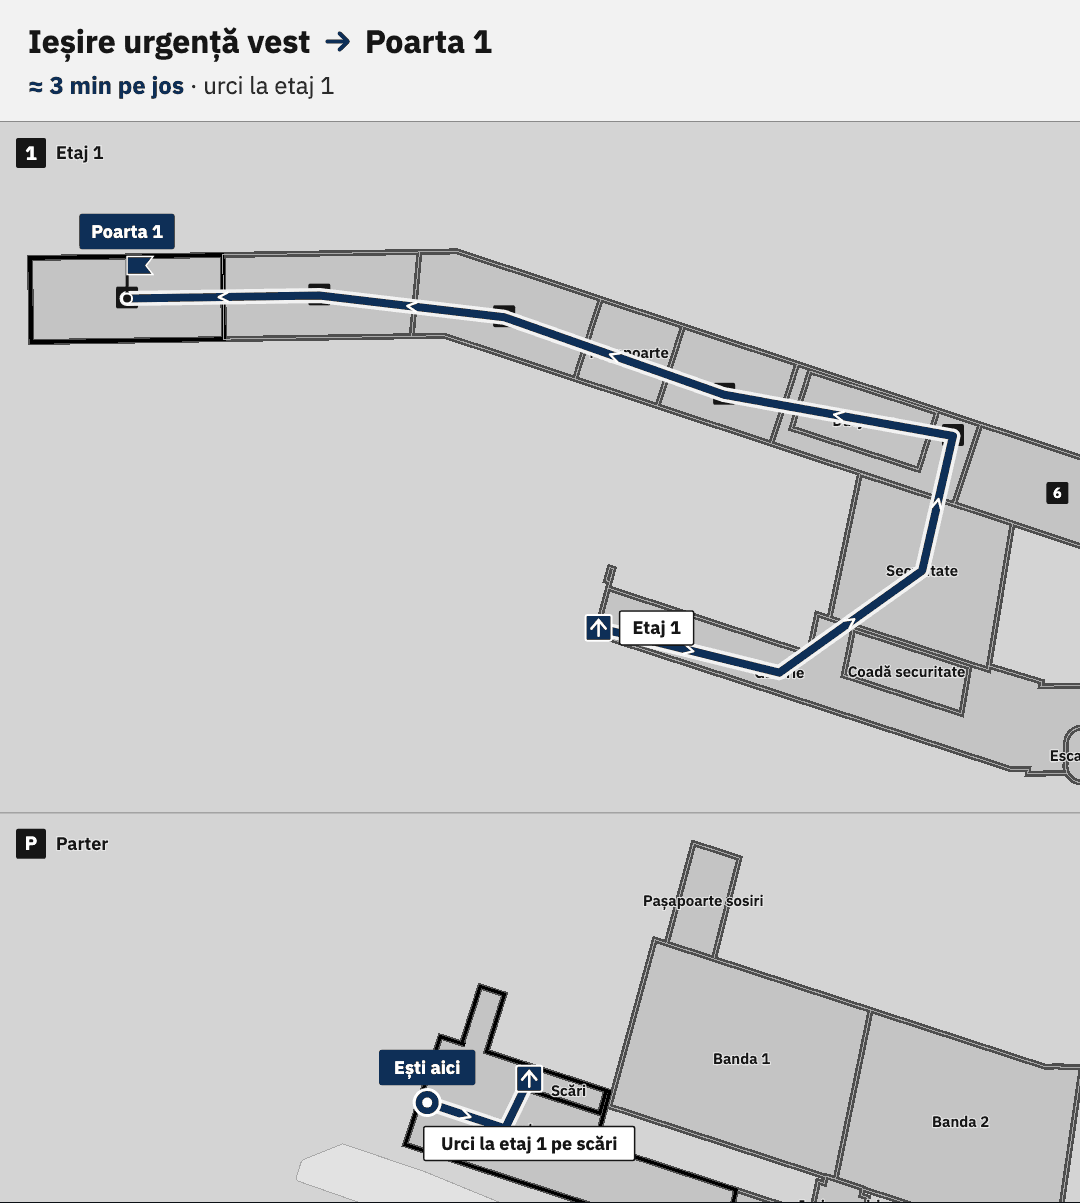 Ieșire urgență vest → Poarta 1
≈ 3 min pe jos · urci la etaj 1
1 Etaj 1
Poarta 1
6
Etaj 1
Coadă securitate
P Parter
Pașapoarte sosiri
Banda 1
Ești aici
Scări
Banda 2
Urci la etaj 1 pe scări